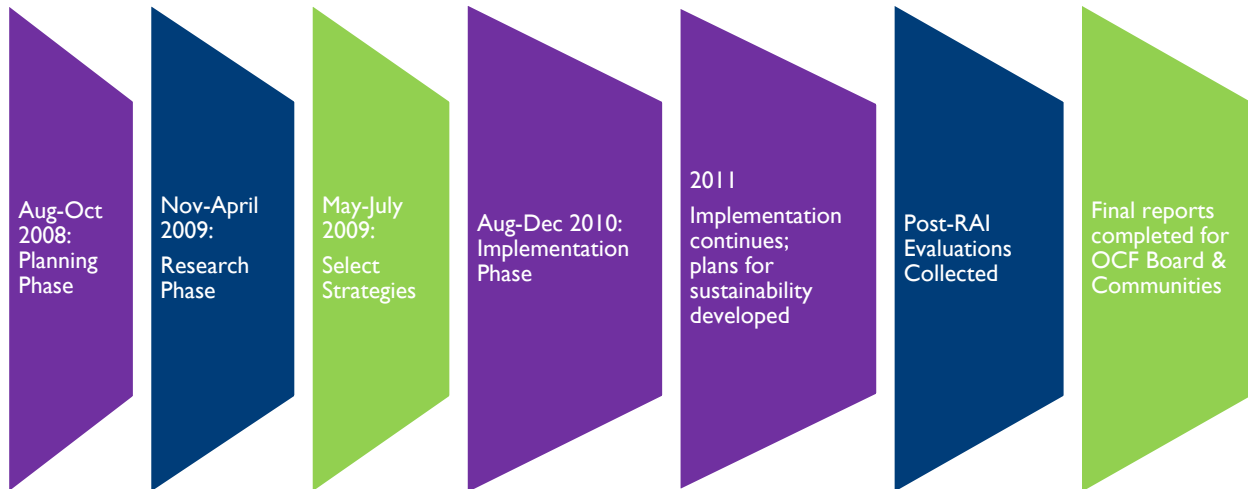 Aug-Oct
2008:
Planning
Phase
Nov-April
2009:
Research
Phase
May-July
2009:
Select
Strategies
Aug-Dec 2010:
Implementation
Phase
2011
Implementation
continues;
plans for
sustainability
developed
Post-RAI
Evaluations
Collected
Final reports
completed for
OCF Board &
Communities